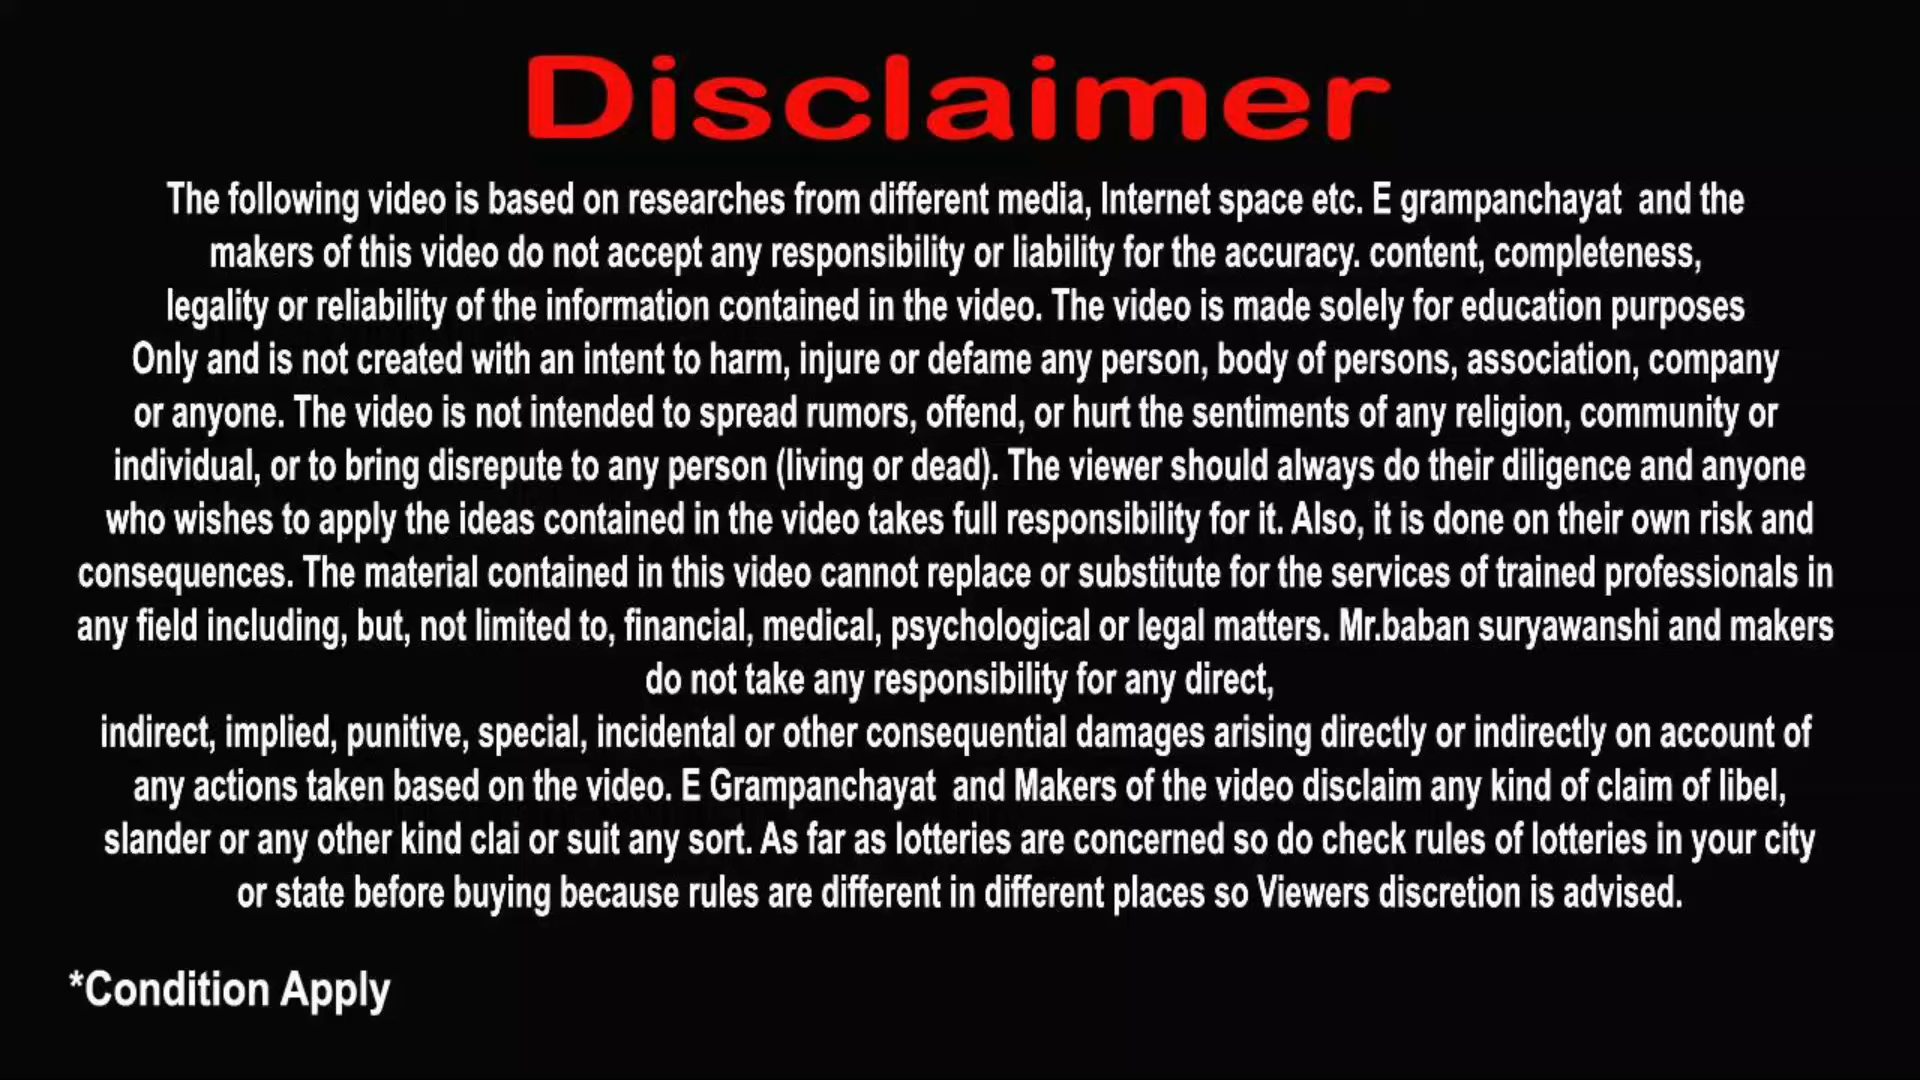 Disclaimer
The following video is based on researches from different media, Internet space etc. E grampanchayat  and the
makers of this video do not accept any responsibility or liability for the accuracy. content, completeness,
legality or reliability of the information contained in the video. The video is made solely for education purposes
Only and is not created with an intent to harm, injure or defame any person, body of persons, association, company
or anyone. The video is not intended to spread rumors, offend, or hurt the sentiments of any religion, community or
individual, or to bring disrepute to any person (living or dead). The viewer should always do their diligence and anyone
who wishes to apply the ideas contained in the video takes full responsibility for it. Also, it is done on their own risk and
consequences. The material contained in this video cannot replace or substitute for the services of trained professionals in
any field including, but, not limited to, financial, medical, psychological or legal matters. Mr.baban suryawanshi and makers
do not take any responsibility for any direct,
indirect, implied, punitive, special, incidental or other consequential damages arising directly or indirectly on account of
any actions taken based on the video. E Grampanchayat  and Makers of the video disclaim any kind of claim of libel,
slander or any other kind clai or suit any sort. As far as lotteries are concerned so do check rules of lotteries in your city
or state before buying because rules are different in different places so Viewers discretion is advised.
*Condition Apply